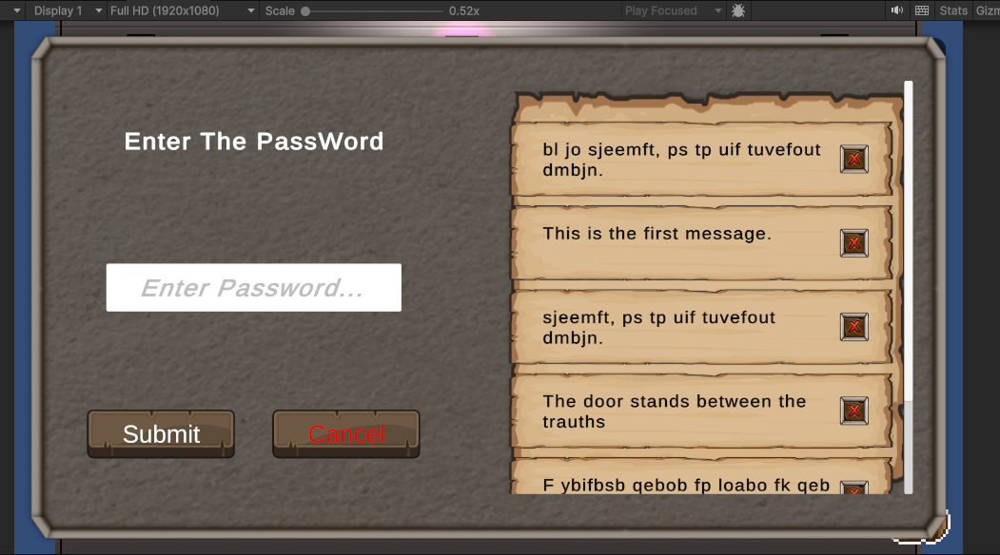 Display 1 Full HD (1920x1080) Scale 0.52x Play Focused Stats Gizm
Enter The PassWord
Enter Password...
Submit
Cancel
bl jo sjeemft, ps tp uif tuvefout
dmbjn.
This is the first message.
sjeemft, ps tp uif tuvefout
dmbjn.
The door stands between the
trauths
F ybifbsb qebob fp loabo fk qeb